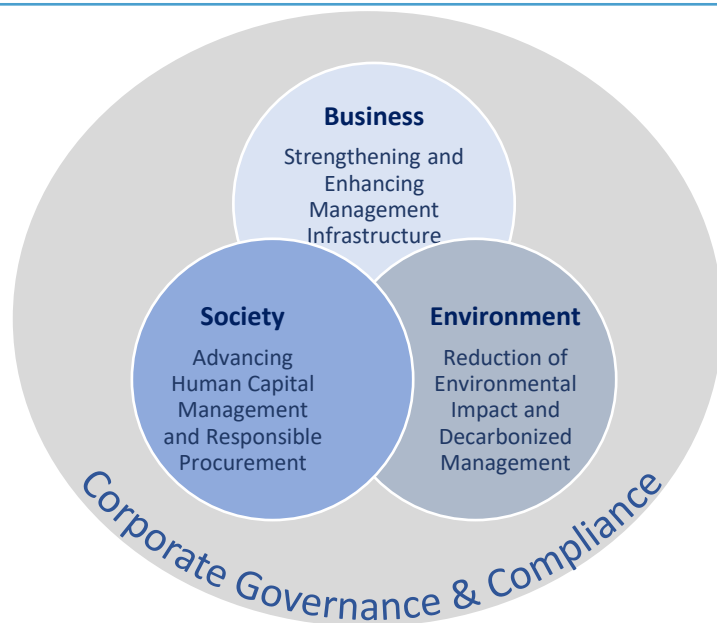 Business
Strengthening and
Enhancing
Management
Infrastructure
Society
Advancing
Human Capital
Management
and Responsible
Procurement
Environment
Reduction of
Environmental
Impact and
Decarbonized
Management
Corporate Governance & Compliance